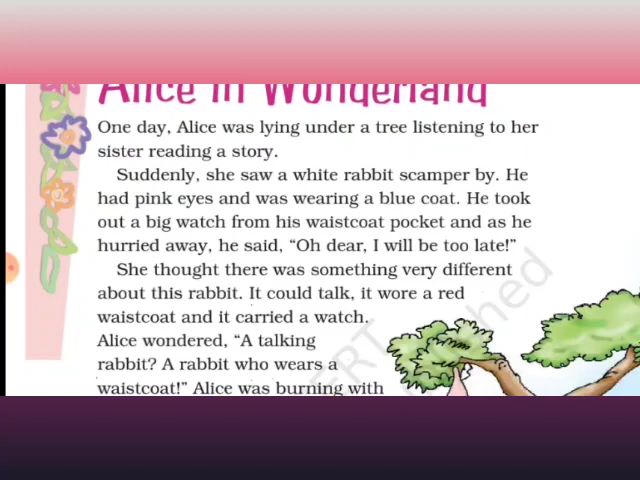 Alice in Wonderland
One day, Alice was lying under a tree listening to her
sister reading a story.
Suddenly, she saw a white rabbit scamper by. He
had pink eyes and was wearing a blue coat. He took
out a big watch from his waistcoat pocket and as he
hurried away, he said, “Oh dear, I will be too late!”
She thought there was something very different
about this rabbit. It could talk, it wore a red
waistcoat and it carried a watch.
Alice wondered, “A talking
rabbit? A rabbit who wears a
waistcoat!” Alice was burning with